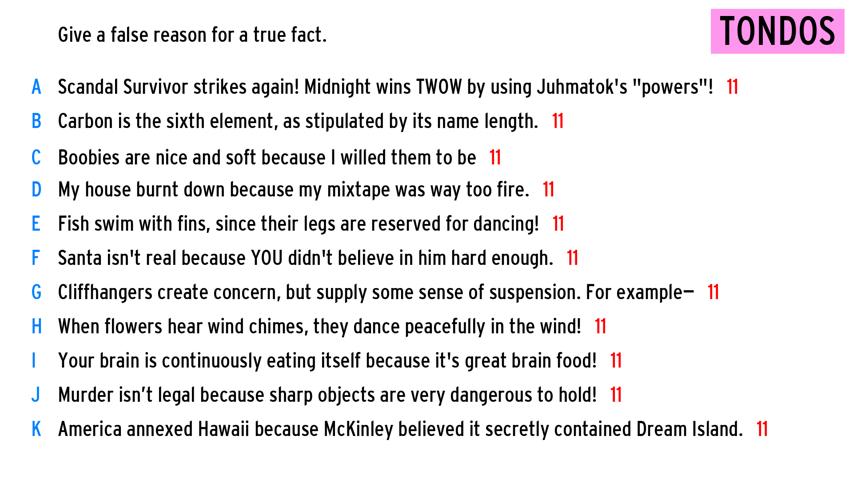 Give a false reason for a true fact.
TONDOS
A Scandal Survivor strikes again! Midnight wins TWOW by using Juhmatok's "powers"! 11
B Carbon is the sixth element, as stipulated by its name length. 11
C Boobies are nice and soft because I willed them to be 11
D My house burnt down because my mixtape was way too fire. 11
E Fish swim with fins, since their legs are reserved for dancing! 11
F Santa isn't real because YOU didn't believe in him hard enough. 11
G Cliffhangers create concern, but supply some sense of suspension. For example— 11
H When flowers hear wind chimes, they dance peacefully in the wind! 11
I Your brain is continuously eating itself because it's great brain food! 11
J Murder isn’t legal because sharp objects are very dangerous to hold! 11
K America annexed Hawaii because McKinley believed it secretly contained Dream Island. 11